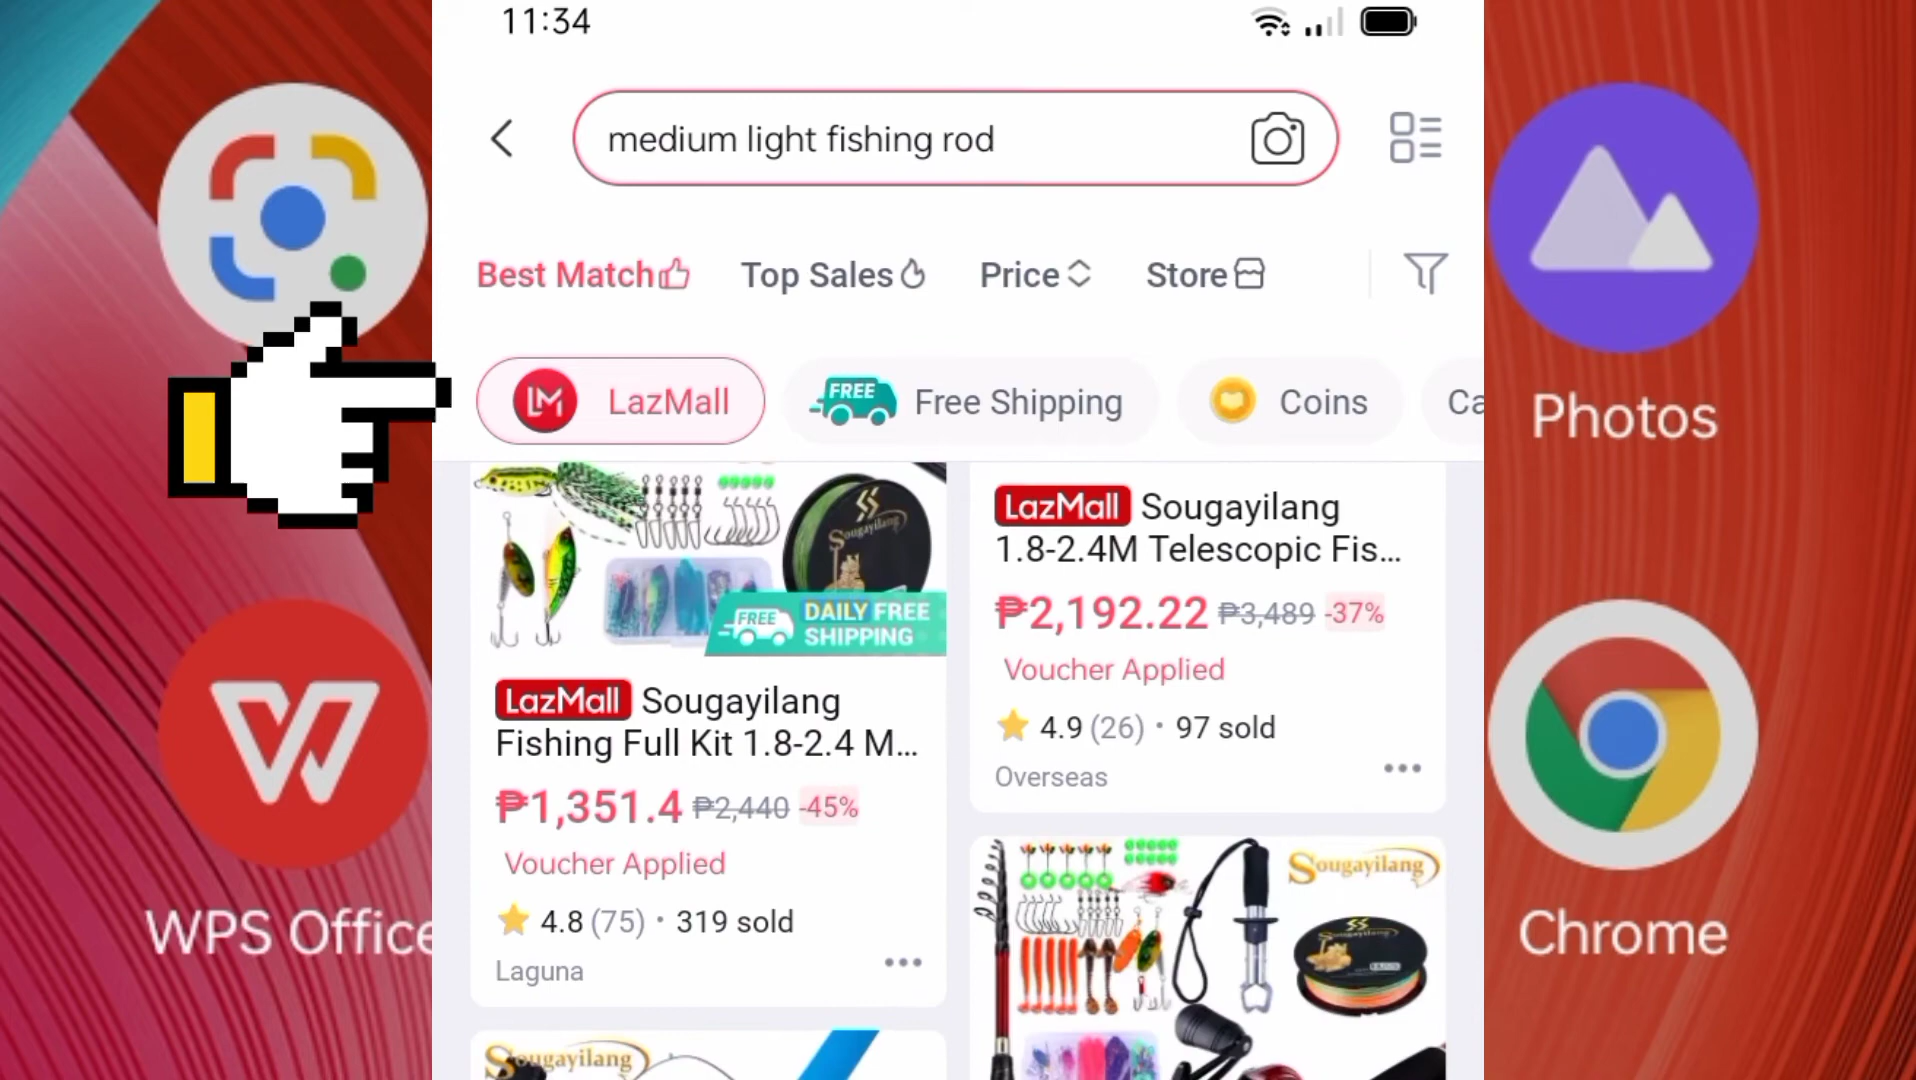 11:34
medium light fishing rod
Best Match
Top Sales
Price
Store
LM LazMall
FREE Free Shipping
Coins
Ca
Sougayilang
FREE DAILY FREE
SHIPPING
LazMall Sougayilang
Fishing Full Kit 1.8-2.4 M...
₱1,351.4 ₱2,440 -45%
Voucher Applied
4.8 (75) • 319 sold
Laguna
Sougayilang
LazMall Sougayilang
1.8-2.4M Telescopic Fis...
₱2,192.22 ₱3,489 -37%
Voucher Applied
4.9 (26) • 97 sold
Overseas
Sougayilang
Sougayilang
WPS Office
Photos
Chrome